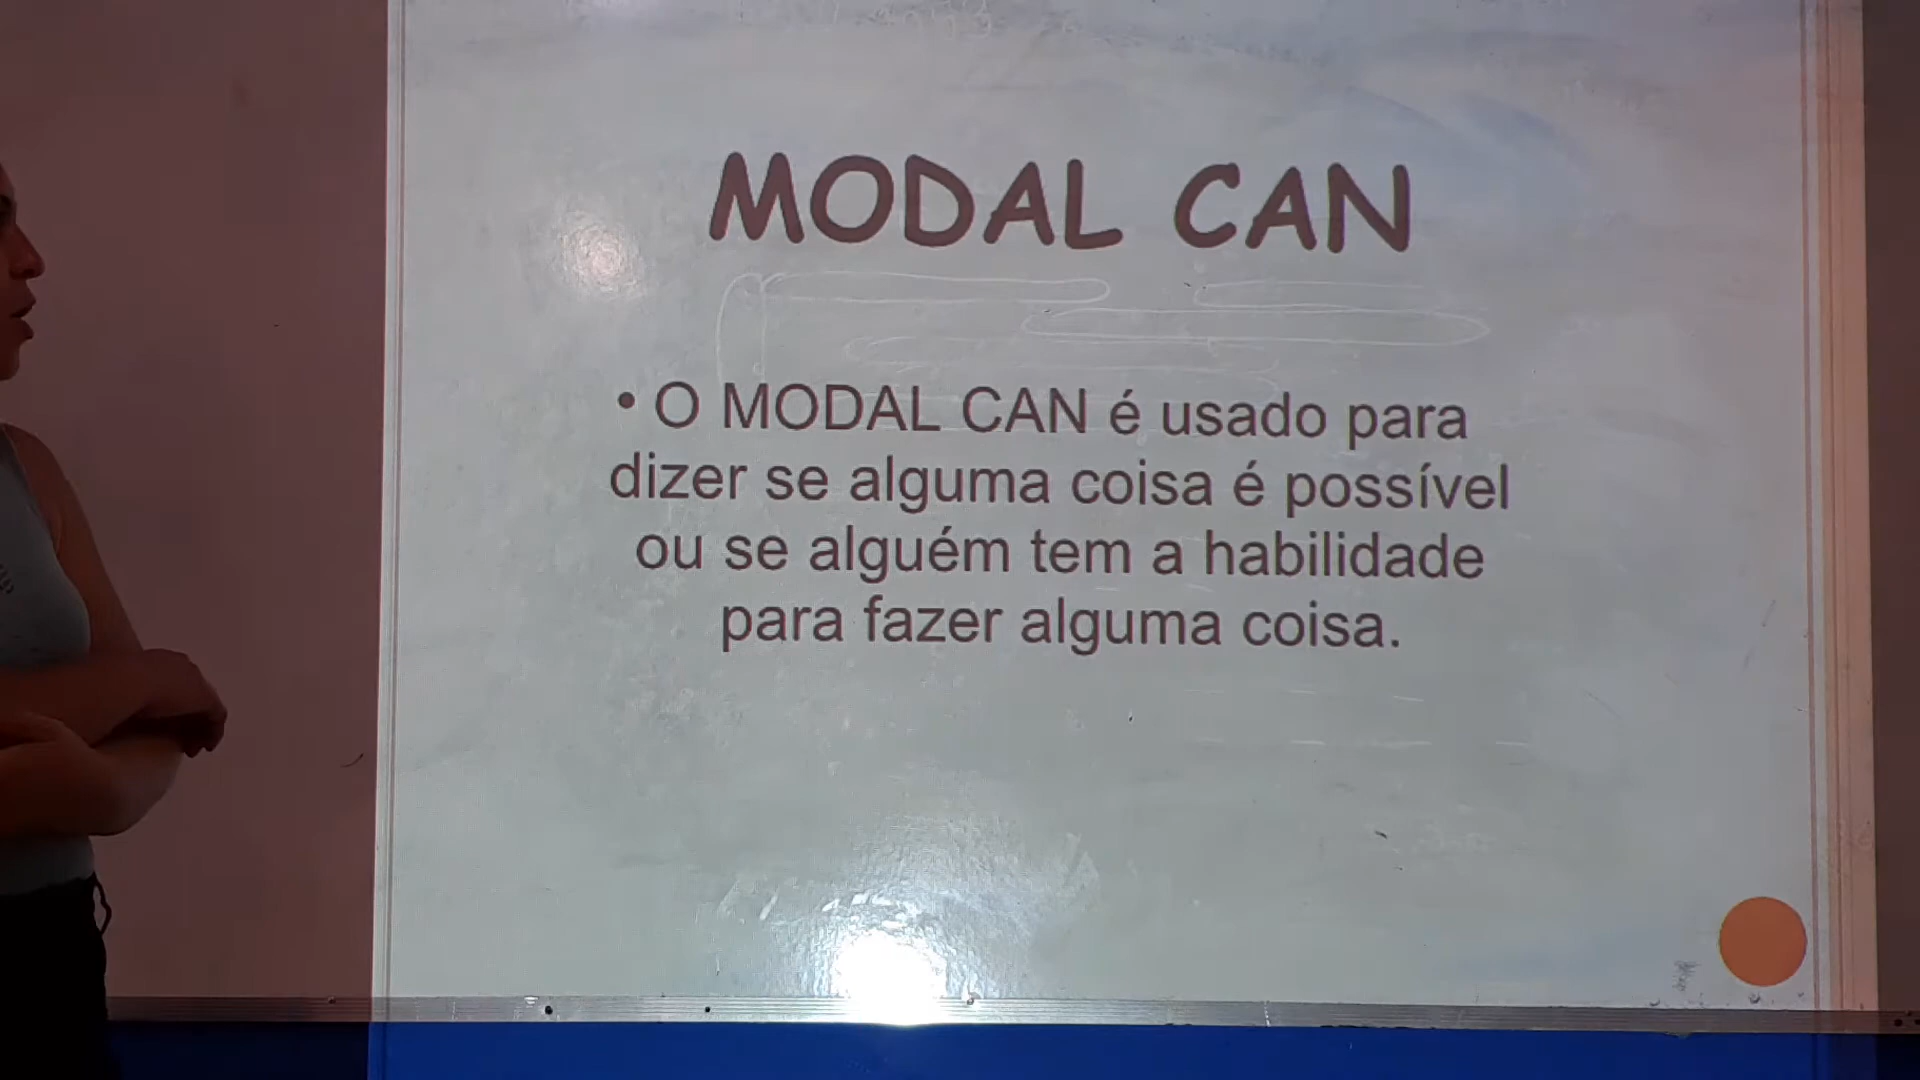 MODAL CAN
• O MODAL CAN é usado para
dizer se alguma coisa é possível
ou se alguém tem a habilidade
para fazer alguma coisa.